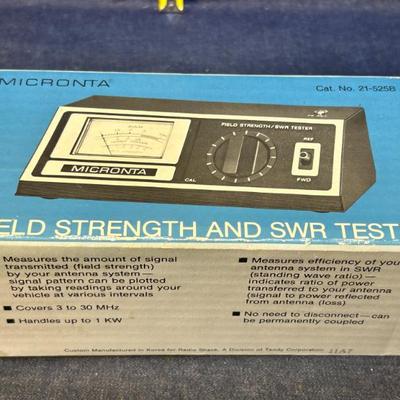 MICRONTA®
Cat. No. 21-525B
FIELD STRENGTH/SWR TESTER
REF
MICRONTA
CAL
FWD
ELD STRENGTH AND SWR TEST
Measures the amount of signal
transmitted (field strength)
by your antenna system —
signal pattern can be plotted
by taking readings around your
vehicle at various intervals
■ Covers 3 to 30 MHz
■ Handles up to 1 KW
■ Measures efficiency of you
antenna system in SWR
(standing wave ratio) —
indicates ratio of power
transferred to your antenna
(signal to power reflected
from antenna (loss)
■ No need to disconnect — can
be permanently coupled
Custom Manufactured in Korea for Radio Shack, A Division of Tandy Corporation